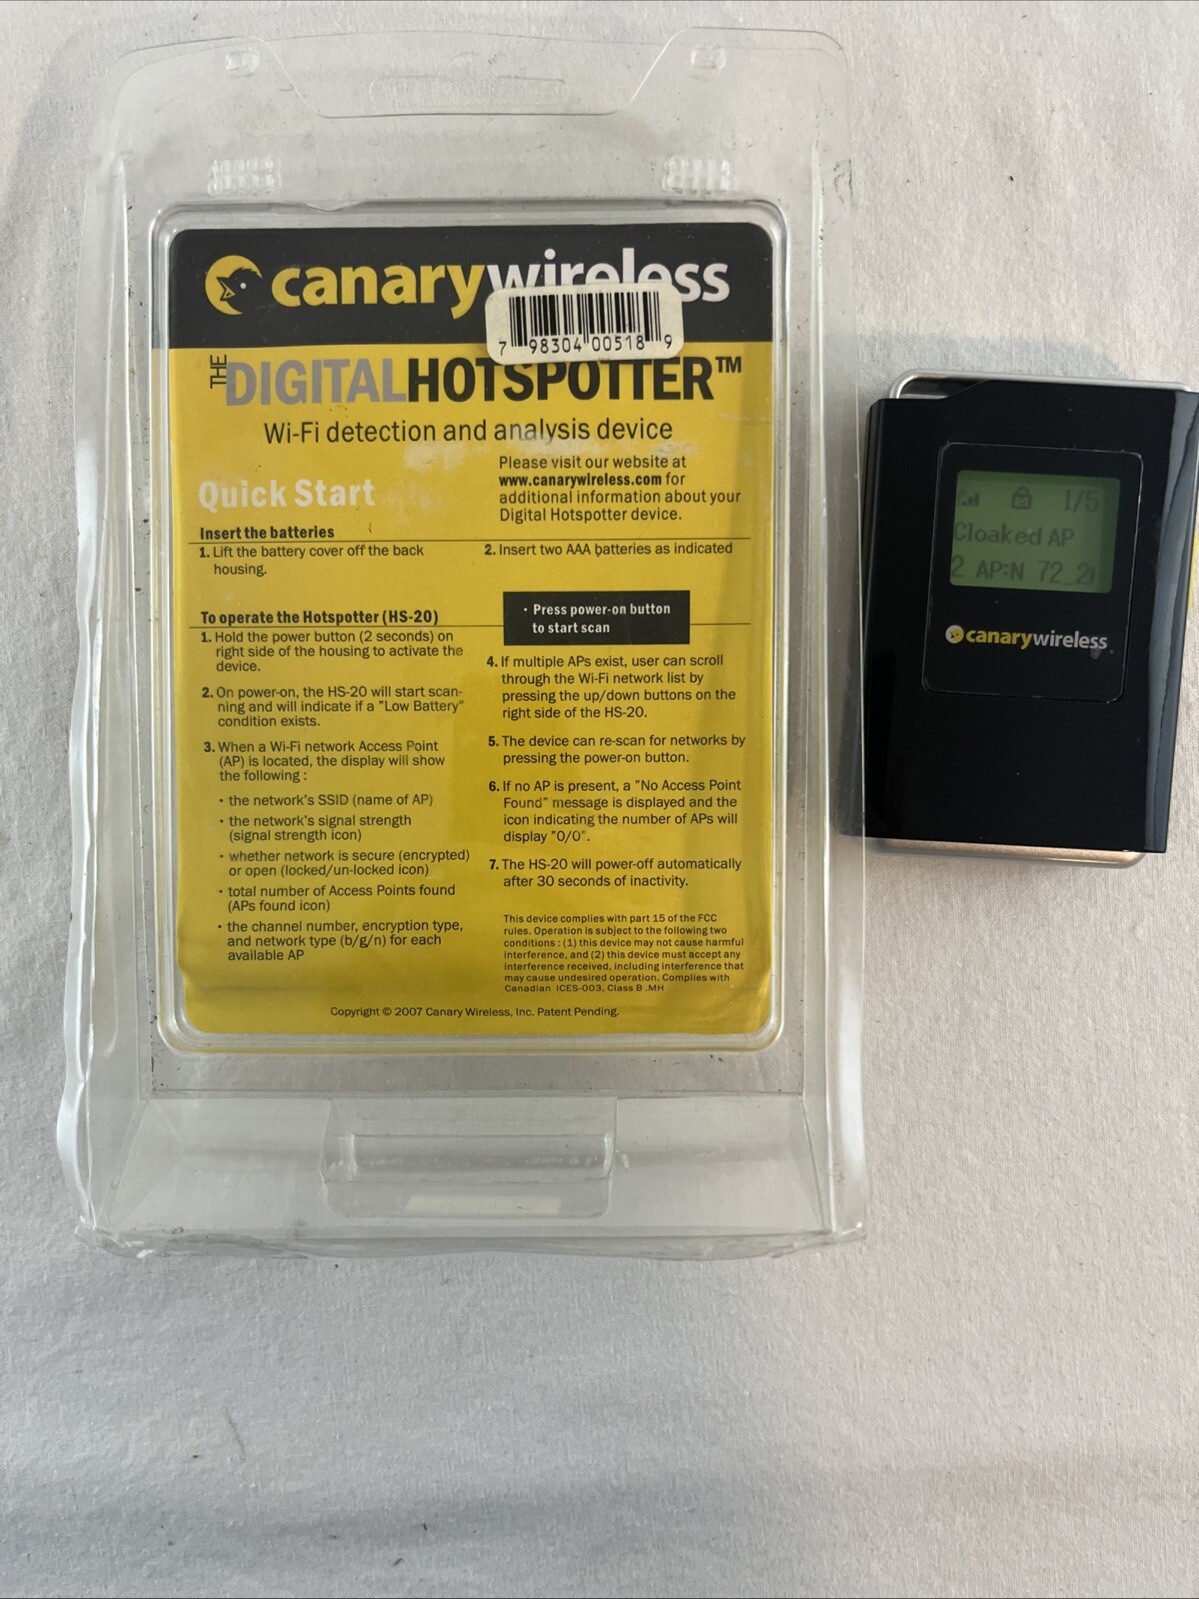 canarywireless
7 98304 00518 9
THE DIGITALHOTSPOTTER™
Wi-Fi detection and analysis device
Quick Start
Please visit our website at
www.canarywireless.com for
additional information about your
Digital Hotspotter device.
Insert the batteries
1. Lift the battery cover off the back
housing.
2. Insert two AAA batteries as indicated
To operate the Hotspotter (HS-20)
1. Hold the power button (2 seconds) on
right side of the housing to activate the
device.
2. On power-on, the HS-20 will start scan-
ning and will indicate if a "Low Battery"
condition exists.
3. When a Wi-Fi network Access Point
(AP) is located, the display will show
the following :
• the network's SSID (name of AP)
• the network's signal strength
(signal strength icon)
• whether network is secure (encrypted)
or open (locked/un-locked icon)
• total number of Access Points found
(APs found icon)
• the channel number, encryption type,
and network type (b/g/n) for each
available AP
• Press power-on button
to start scan
4. If multiple APs exist, user can scroll
through the Wi-Fi network list by
pressing the up/down buttons on the
right side of the HS-20.
5. The device can re-scan for networks by
pressing the power-on button.
6. If no AP is present, a "No Access Point
Found" message is displayed and the
icon indicating the number of APs will
display "0/0".
7. The HS-20 will power-off automatically
after 30 seconds of inactivity.
This device complies with part 15 of the FCC
rules. Operation is subject to the following two
conditions : (1) this device may not cause harmful
interference, and (2) this device must accept any
interference received, including interference that
may cause undesired operation. Complies with
Canadian ICES-003, Class B .MH
Copyright © 2007 Canary Wireless, Inc. Patent Pending.
1/5
Cloaked AP
2 AP:N 72_2)
canarywireless